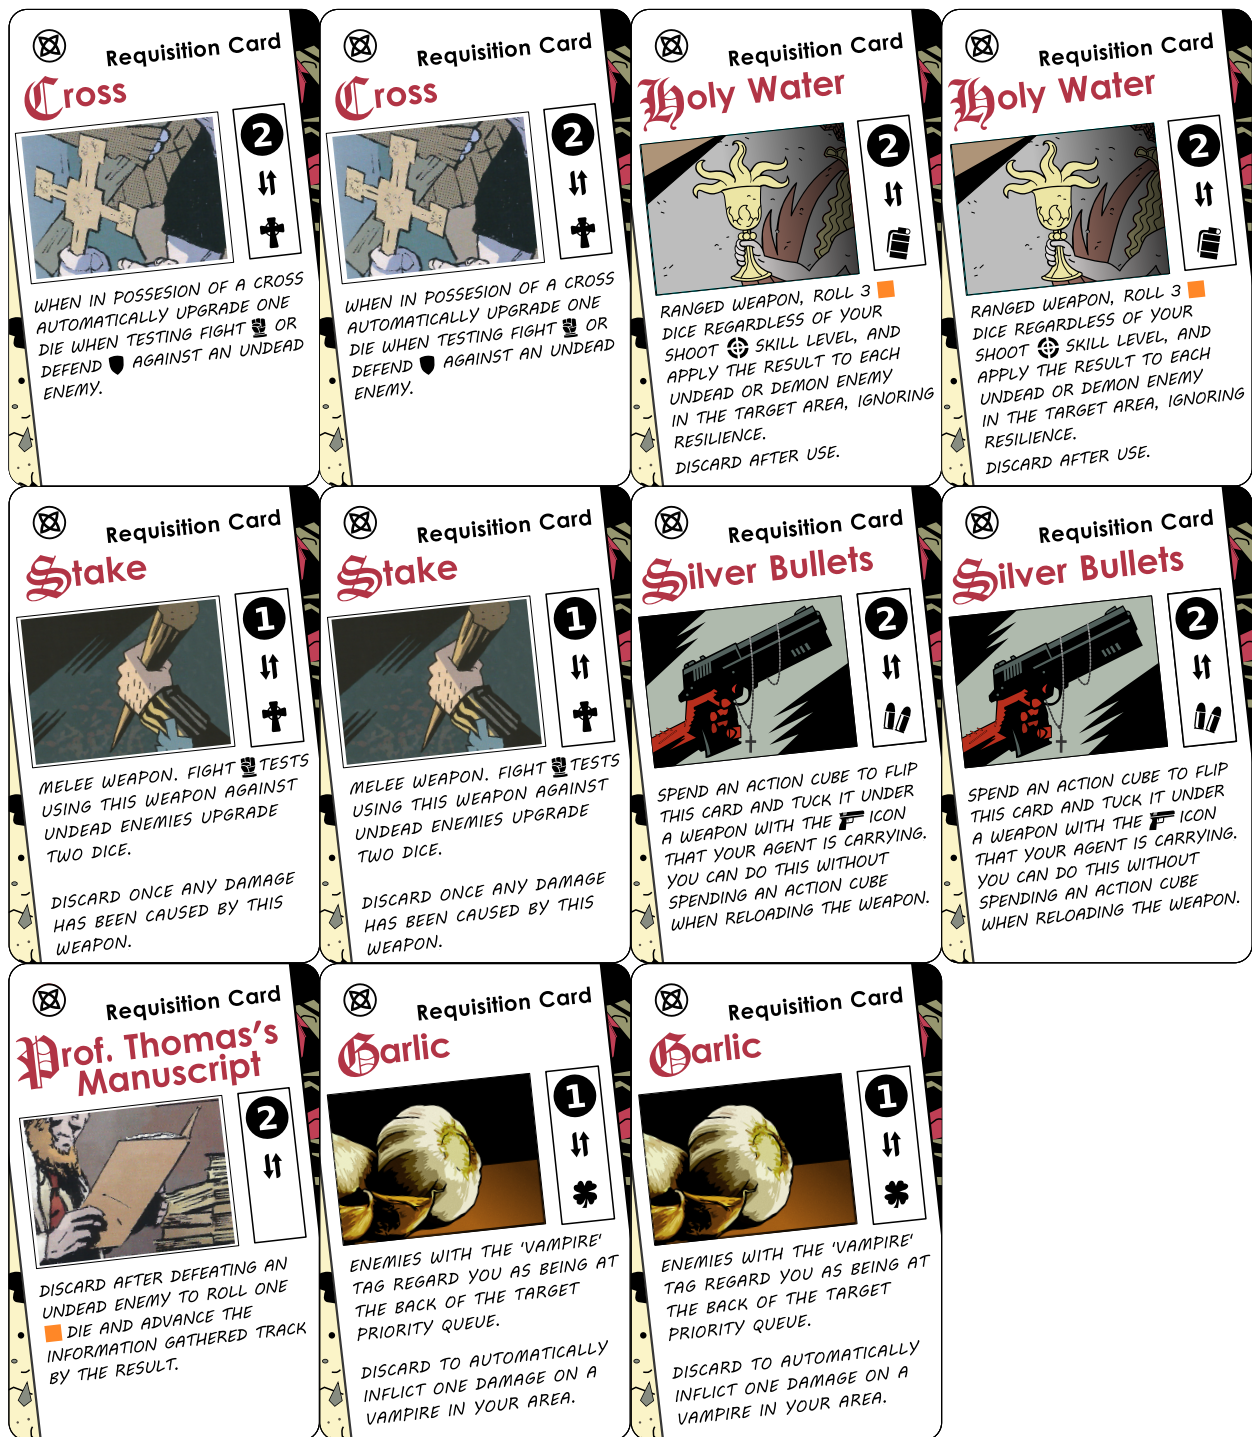 Requisition Card
Cross
2
WHEN IN POSSESION OF A CROSS
AUTOMATICALLY UPGRADE ONE
DIE WHEN TESTING FIGHT OR
DEFEND AGAINST AN UNDEAD
ENEMY.
Requisition Card
Cross
2
WHEN IN POSSESION OF A CROSS
AUTOMATICALLY UPGRADE ONE
DIE WHEN TESTING FIGHT OR
DEFEND AGAINST AN UNDEAD
ENEMY.
Requisition Card
Holy Water
2
RANGED WEAPON, ROLL 3
DICE REGARDLESS OF YOUR
SHOOT SKILL LEVEL, AND
APPLY THE RESULT TO EACH
UNDEAD OR DEMON ENEMY
IN THE TARGET AREA, IGNORING
RESILIENCE.
DISCARD AFTER USE.
Requisition Card
Holy Water
2
RANGED WEAPON, ROLL 3
DICE REGARDLESS OF YOUR
SHOOT SKILL LEVEL, AND
APPLY THE RESULT TO EACH
UNDEAD OR DEMON ENEMY
IN THE TARGET AREA, IGNORING
RESILIENCE.
DISCARD AFTER USE.
Requisition Card
Stake
1
MELEE WEAPON. FIGHT TESTS
USING THIS WEAPON AGAINST
UNDEAD ENEMIES UPGRADE
TWO DICE.
DISCARD ONCE ANY DAMAGE
HAS BEEN CAUSED BY THIS
WEAPON.
Requisition Card
Stake
1
MELEE WEAPON. FIGHT TESTS
USING THIS WEAPON AGAINST
UNDEAD ENEMIES UPGRADE
TWO DICE.
DISCARD ONCE ANY DAMAGE
HAS BEEN CAUSED BY THIS
WEAPON.
Requisition Card
Silver Bullets
2
SPEND AN ACTION CUBE TO FLIP
THIS CARD AND TUCK IT UNDER
A WEAPON WITH THE ICON
THAT YOUR AGENT IS CARRYING.
YOU CAN DO THIS WITHOUT
SPENDING AN ACTION CUBE
WHEN RELOADING THE WEAPON.
Requisition Card
Silver Bullets
2
SPEND AN ACTION CUBE TO FLIP
THIS CARD AND TUCK IT UNDER
A WEAPON WITH THE ICON
THAT YOUR AGENT IS CARRYING.
YOU CAN DO THIS WITHOUT
SPENDING AN ACTION CUBE
WHEN RELOADING THE WEAPON.
Requisition Card
Prof. Thomas's
Manuscript
2
DISCARD AFTER DEFEATING AN
UNDEAD ENEMY TO ROLL ONE
DIE AND ADVANCE THE
INFORMATION GATHERED TRACK
BY THE RESULT.
Requisition Card
Garlic
1
ENEMIES WITH THE 'VAMPIRE'
TAG REGARD YOU AS BEING AT
THE BACK OF THE TARGET
PRIORITY QUEUE.
DISCARD TO AUTOMATICALLY
INFLICT ONE DAMAGE ON A
VAMPIRE IN YOUR AREA.
Requisition Card
Garlic
1
ENEMIES WITH THE 'VAMPIRE'
TAG REGARD YOU AS BEING AT
THE BACK OF THE TARGET
PRIORITY QUEUE.
DISCARD TO AUTOMATICALLY
INFLICT ONE DAMAGE ON A
VAMPIRE IN YOUR AREA.